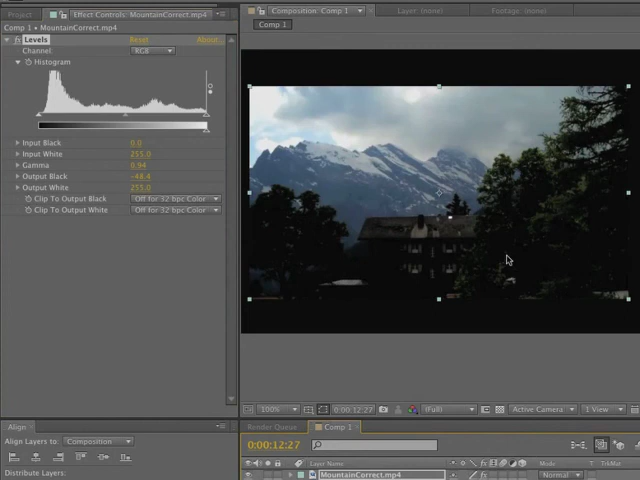 Project
Effect Controls: MountainCorrect.mp4
Composition: Comp 1
Layer: (none)
Footage: (none)
Comp 1 • MountainCorrect.mp4
Comp 1
Levels
Reset
About...
Channel:
RGB
Histogram
Input Black
0.0
Input White
255.0
Gamma
0.94
Output Black
-48.4
Output White
255.0
Clip To Output Black
Off for 32 bpc Color
Clip To Output White
Off for 32 bpc Color
100%
0:00:12:27
(Full)
Active Camera
1 View
Align
Render Queue
Comp 1
Align Layers to:
Composition
0:00:12:27
Layer Name
Mode
TrkMat
Distribute Layers:
MountainCorrect.mp4
Normal